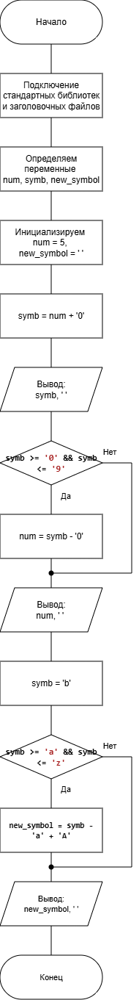 Начало
Подключение
стандартных библиотек
и заголовочных файлов
Определяем
переменные
num, symb, new_symbol
Инициализируем
num = 5,
new_symbol = ' '
symb = num + '0'
Вывод:
symb, ' '
Нет
symb >= '0' && symb
<= '9'
Да
num = symb - '0'
Вывод:
num, ' '
symb = 'b'
Нет
symb >= 'a' && symb
<= 'z'
Да
new_symbol = symb -
'a' + 'A'
Вывод:
new_symbol, ' '
Конец